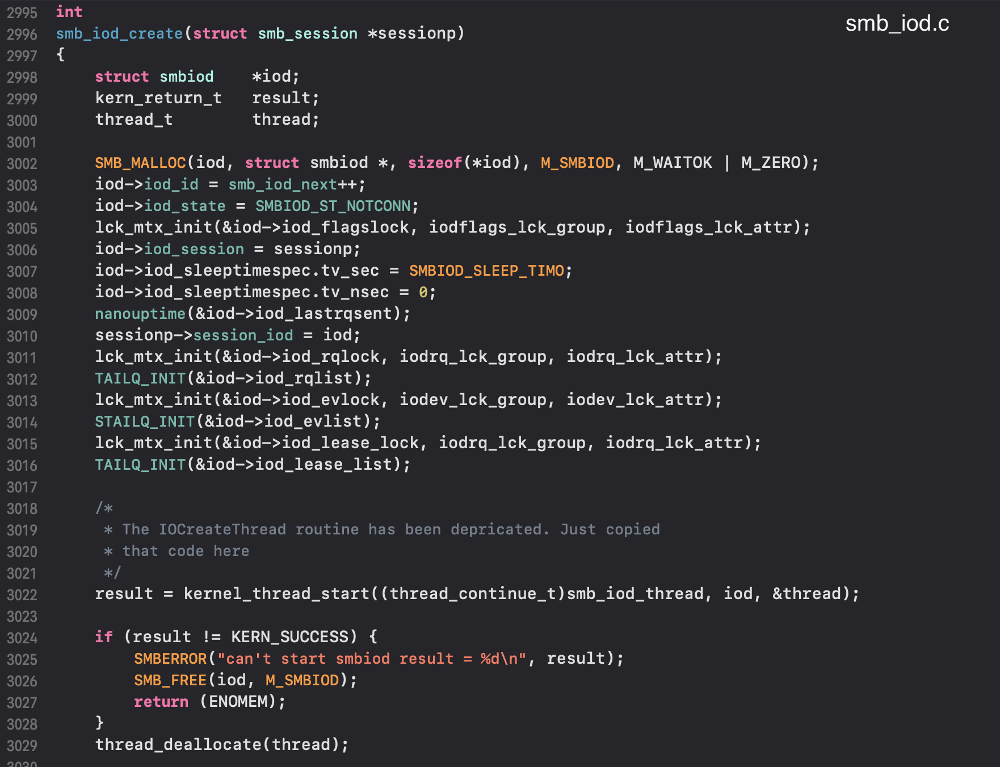 smb_iod.c
2995 int
2996 smb_iod_create(struct smb_session *sessionp)
2997 {
2998     struct smbiod    *iod;
2999     kern_return_t   result;
3000     thread_t        thread;
3001
3002     SMB_MALLOC(iod, struct smbiod *, sizeof(*iod), M_SMBIOD, M_WAITOK | M_ZERO);
3003     iod->iod_id = smb_iod_next++;
3004     iod->iod_state = SMBIOD_ST_NOTCONN;
3005     lck_mtx_init(&iod->iod_flagslock, iodflags_lck_group, iodflags_lck_attr);
3006     iod->iod_session = sessionp;
3007     iod->iod_sleeptimespec.tv_sec = SMBIOD_SLEEP_TIMO;
3008     iod->iod_sleeptimespec.tv_nsec = 0;
3009     nanouptime(&iod->iod_lastrqsent);
3010     sessionp->session_iod = iod;
3011     lck_mtx_init(&iod->iod_rqlock, iodrq_lck_group, iodrq_lck_attr);
3012     TAILQ_INIT(&iod->iod_rqlist);
3013     lck_mtx_init(&iod->iod_evlock, iodev_lck_group, iodev_lck_attr);
3014     STAILQ_INIT(&iod->iod_evlist);
3015     lck_mtx_init(&iod->iod_lease_lock, iodrq_lck_group, iodrq_lck_attr);
3016     TAILQ_INIT(&iod->iod_lease_list);
3017
3018     /*
3019      * The IOCreateThread routine has been depricated. Just copied
3020      * that code here
3021      */
3022     result = kernel_thread_start((thread_continue_t)smb_iod_thread, iod, &thread);
3023
3024     if (result != KERN_SUCCESS) {
3025         SMBERROR("can't start smbiod result = %d\n", result);
3026         SMB_FREE(iod, M_SMBIOD);
3027         return (ENOMEM);
3028     }
3029     thread_deallocate(thread);
3030